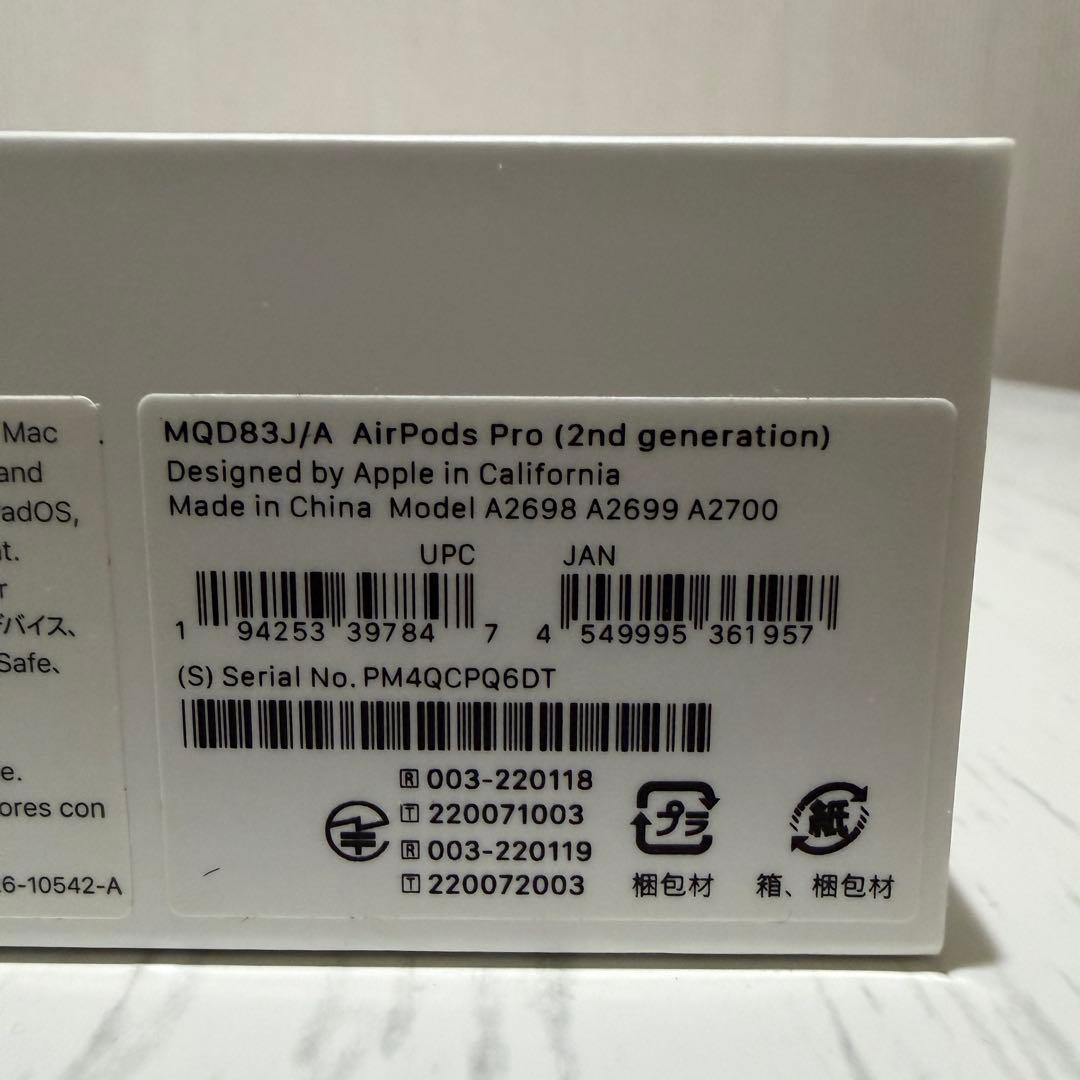 Mac
and
adOS,
t.
r
バイス、
Safe、
e.
ores con
6-10542-A
MQD83J/A AirPods Pro (2nd generation)
Designed by Apple in California
Made in China Model A2698 A2699 A2700
UPC JAN
1 94253 39784 7 4 549995 361957
(S) Serial No. PM4QCPQ6DT
R 003-220118
T 220071003
R 003-220119
T 220072003
プラ
梱包材
紙
箱、梱包材